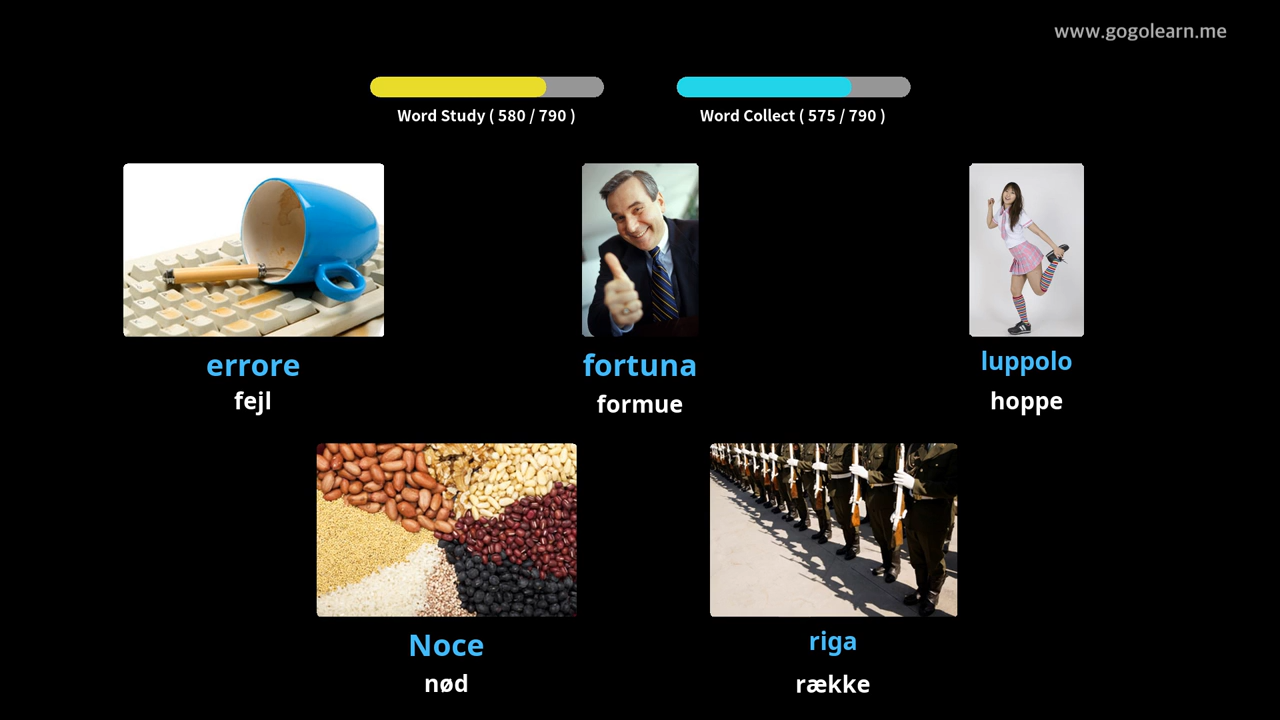 www.gogolearn.me
Word Study ( 580 / 790 )
Word Collect ( 575 / 790 )
errore
fejl
fortuna
formue
luppolo
hoppe
Noce
nød
riga
række